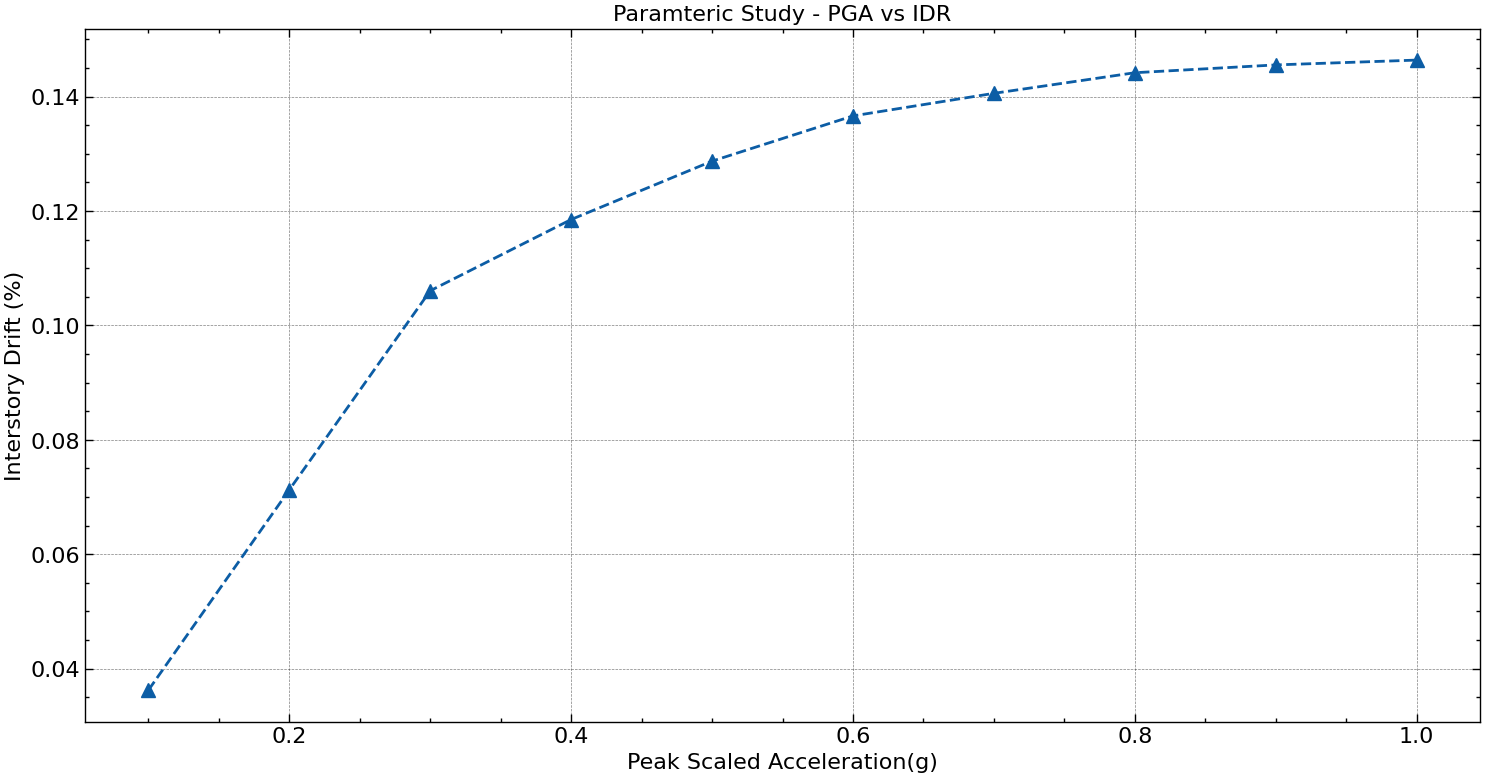 Paramteric Study - PGA vs IDR
Interstory Drift (%)
0.14
0.12
0.10
0.08
0.06
0.04
0.2 0.4 0.6 0.8 1.0
Peak Scaled Acceleration(g)